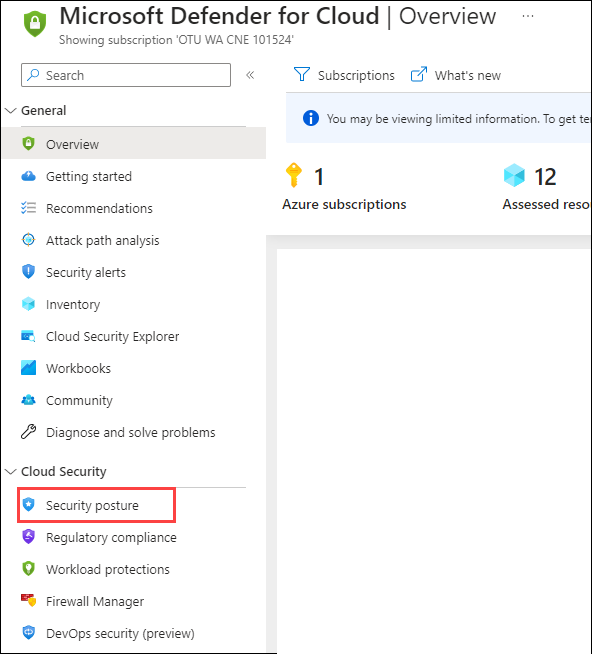 Microsoft Defender for Cloud | Overview ...
Showing subscription 'OTU WA CNE 101524'
Search «
Subscriptions What's new
General
You may be viewing limited information. To get
1
12
Azure subscriptions
Assessed
Overview
Getting started
Recommendations
Attack path analysis
Security alerts
Inventory
Cloud Security Explorer
Workbooks
Community
Diagnose and solve problems
Cloud Security
Security posture
Regulatory compliance
Workload protections
Firewall Manager
DevOps security (preview)